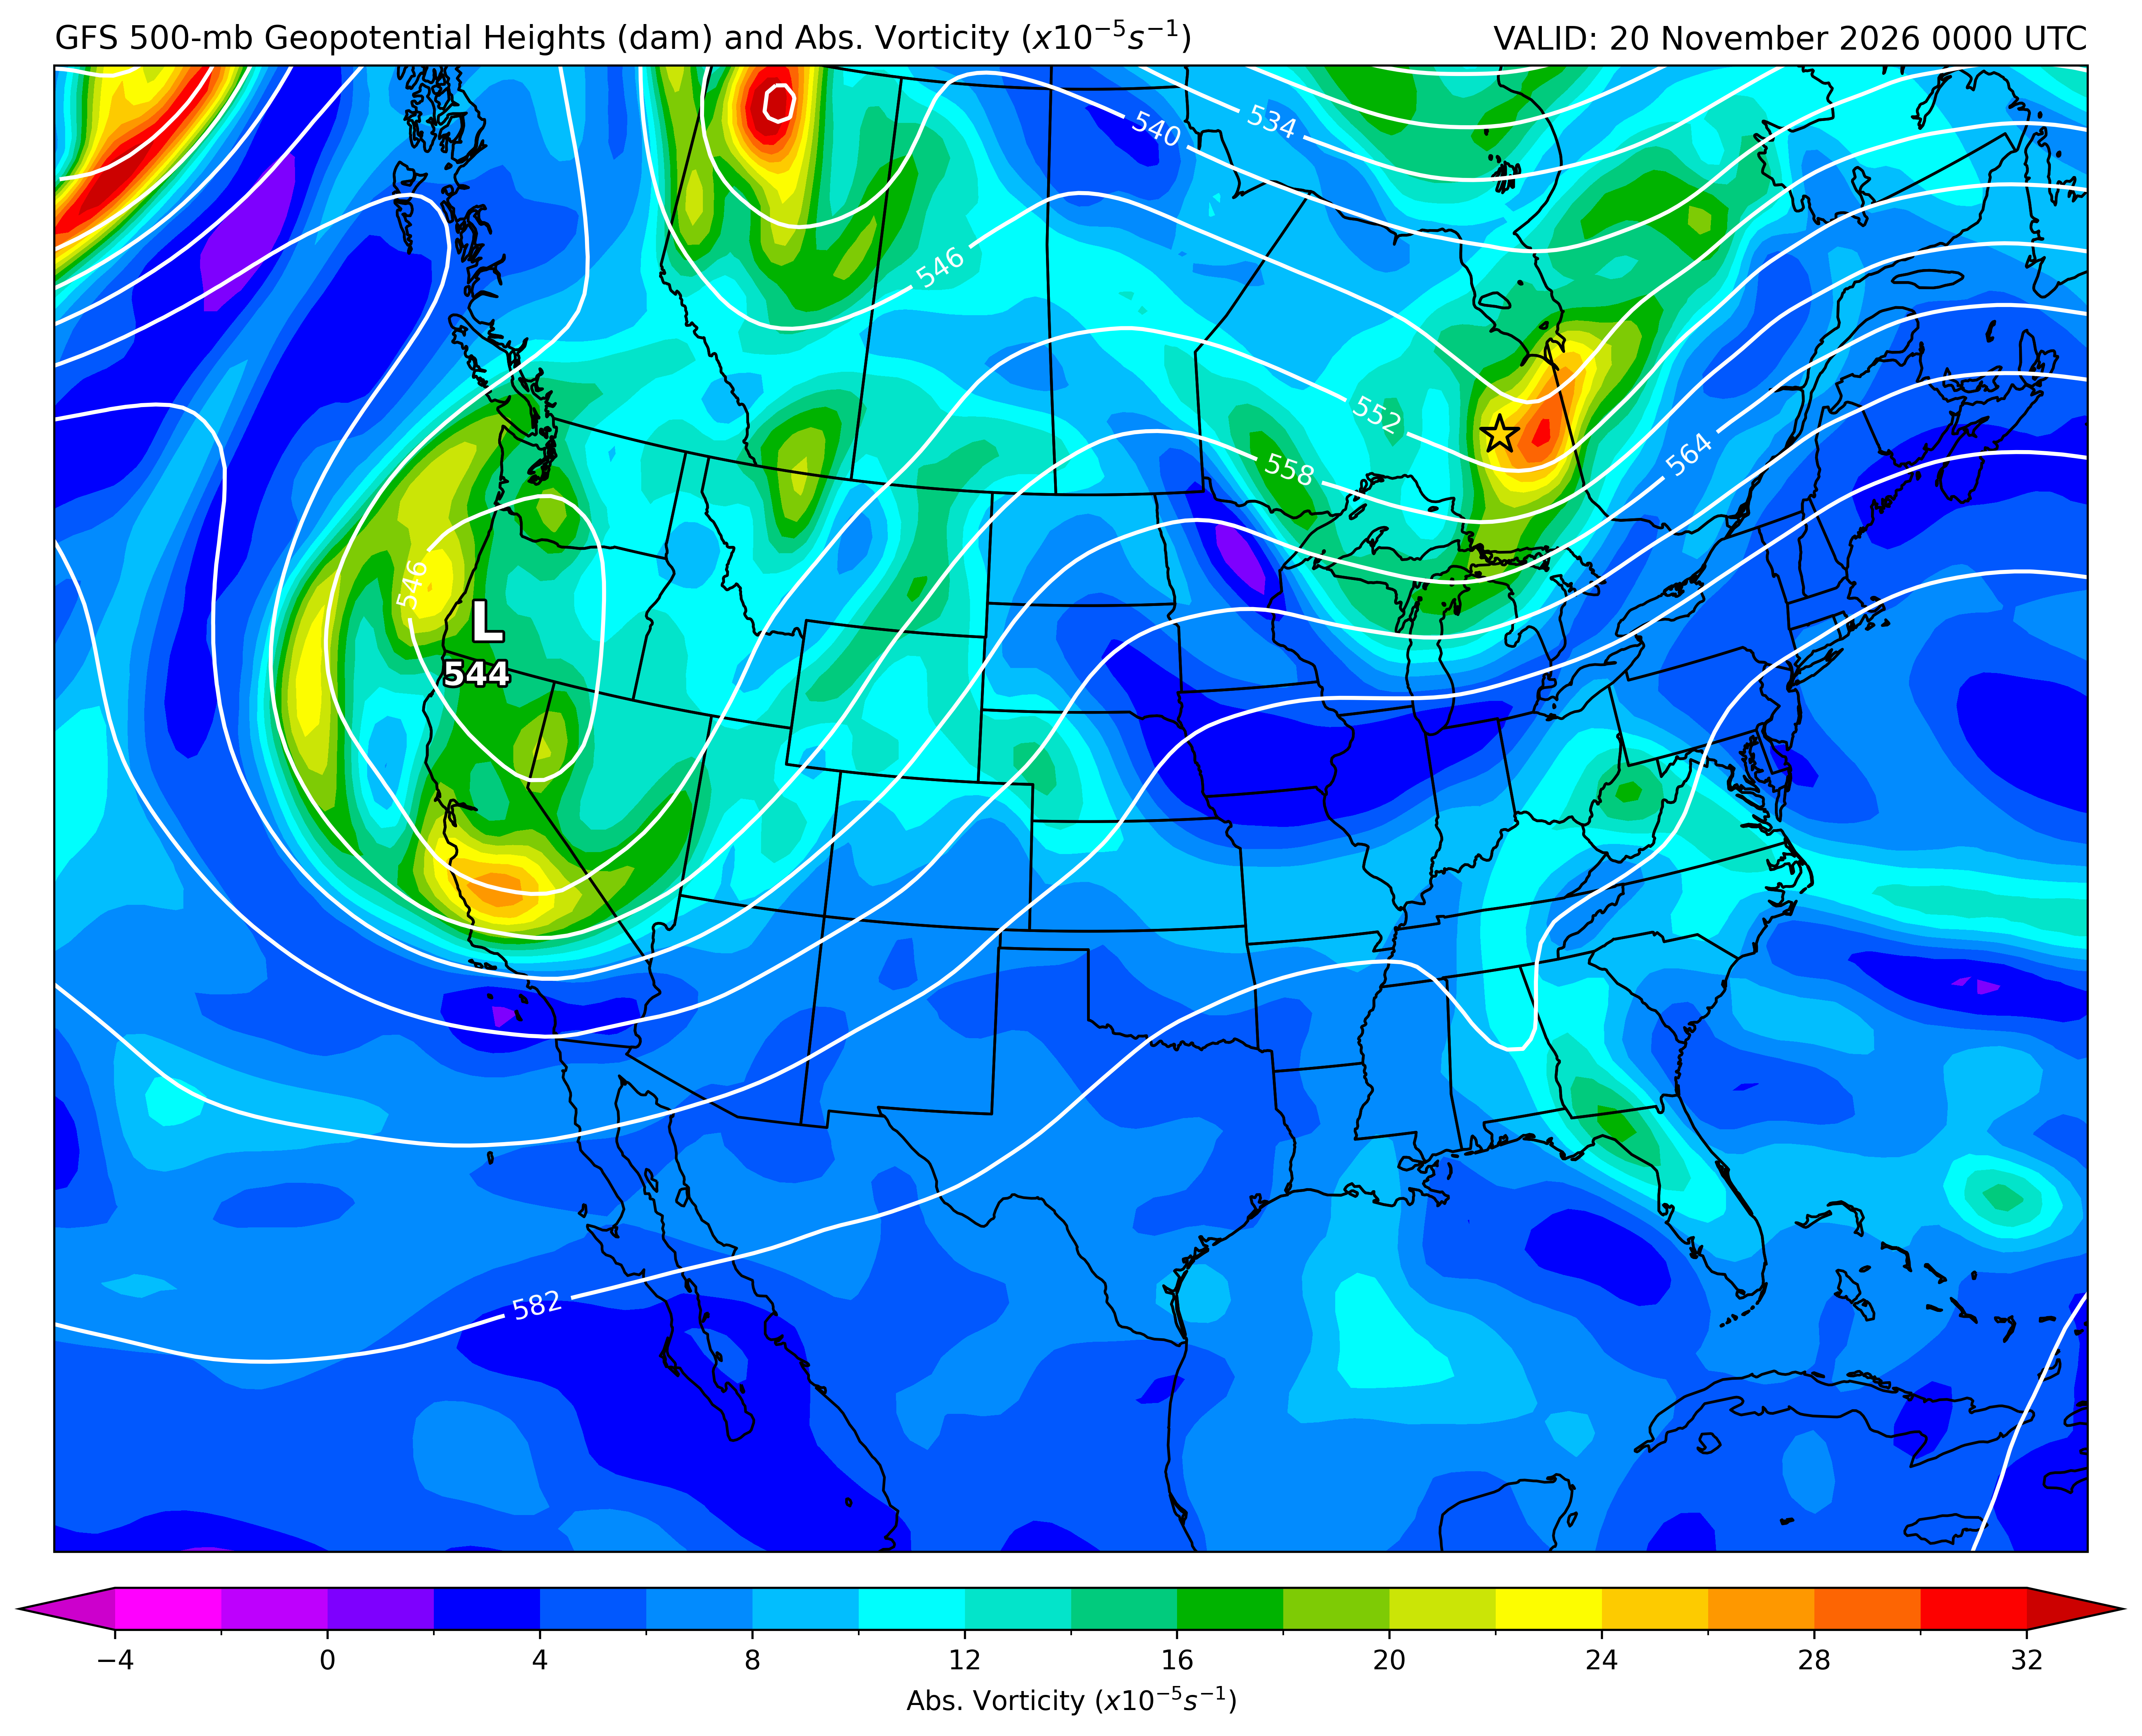 GFS 500-mb Geopotential Heights (dam) and Abs. Vorticity (x10⁻⁵s⁻¹)
VALID: 20 November 2026 0000 UTC
540
534
546
552
558
564
546
L
544
582
−4 0 4 8 12 16 20 24 28 32
Abs. Vorticity (x10⁻⁵s⁻¹)